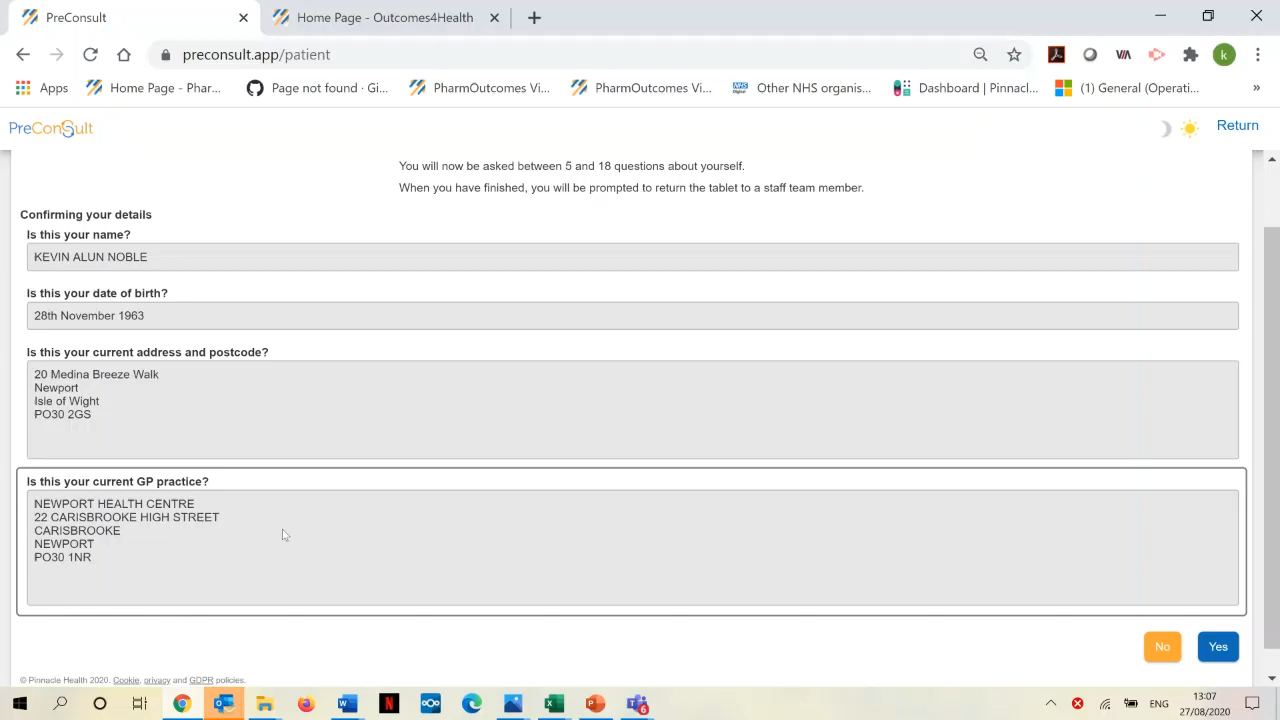 PreConsult
Home Page - Outcomes4Health
preconsult.app/patient
k
Apps
Home Page - Phar...
Page not found · Gi...
PharmOutcomes Vi...
PharmOutcomes Vi...
Other NHS organis...
Dashboard | Pinnacl...
(1) General (Operati...
»
PreConSult
Return
You will now be asked between 5 and 18 questions about yourself.
When you have finished, you will be prompted to return the tablet to a staff team member.
Confirming your details
Is this your name?
KEVIN ALUN NOBLE
Is this your date of birth?
28th November 1963
Is this your current address and postcode?
20 Medina Breeze Walk
Newport
Isle of Wight
PO30 2GS
Is this your current GP practice?
NEWPORT HEALTH CENTRE
22 CARISBROOKE HIGH STREET
CARISBROOKE
NEWPORT
PO30 1NR
No
Yes
© Pinnacle Health 2020. Cookie, privacy and GDPR policies.
ENG
13:07
27/08/2020
6